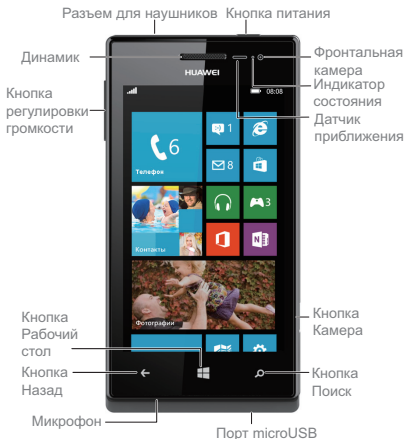 Разъем для наушников Кнопка питания
Динамик
Фронтальная
камера
HUAWEI
Индикатор
состояния
Кнопка
регулировки
громкости
08:08
Датчик
приближения
6
Телефон
1
8
Контакты
3
N
Фотографии
Кнопка
Камера
Кнопка
Рабочий
стол
Кнопка
Назад
Кнопка
Поиск
Микрофон
Порт microUSB